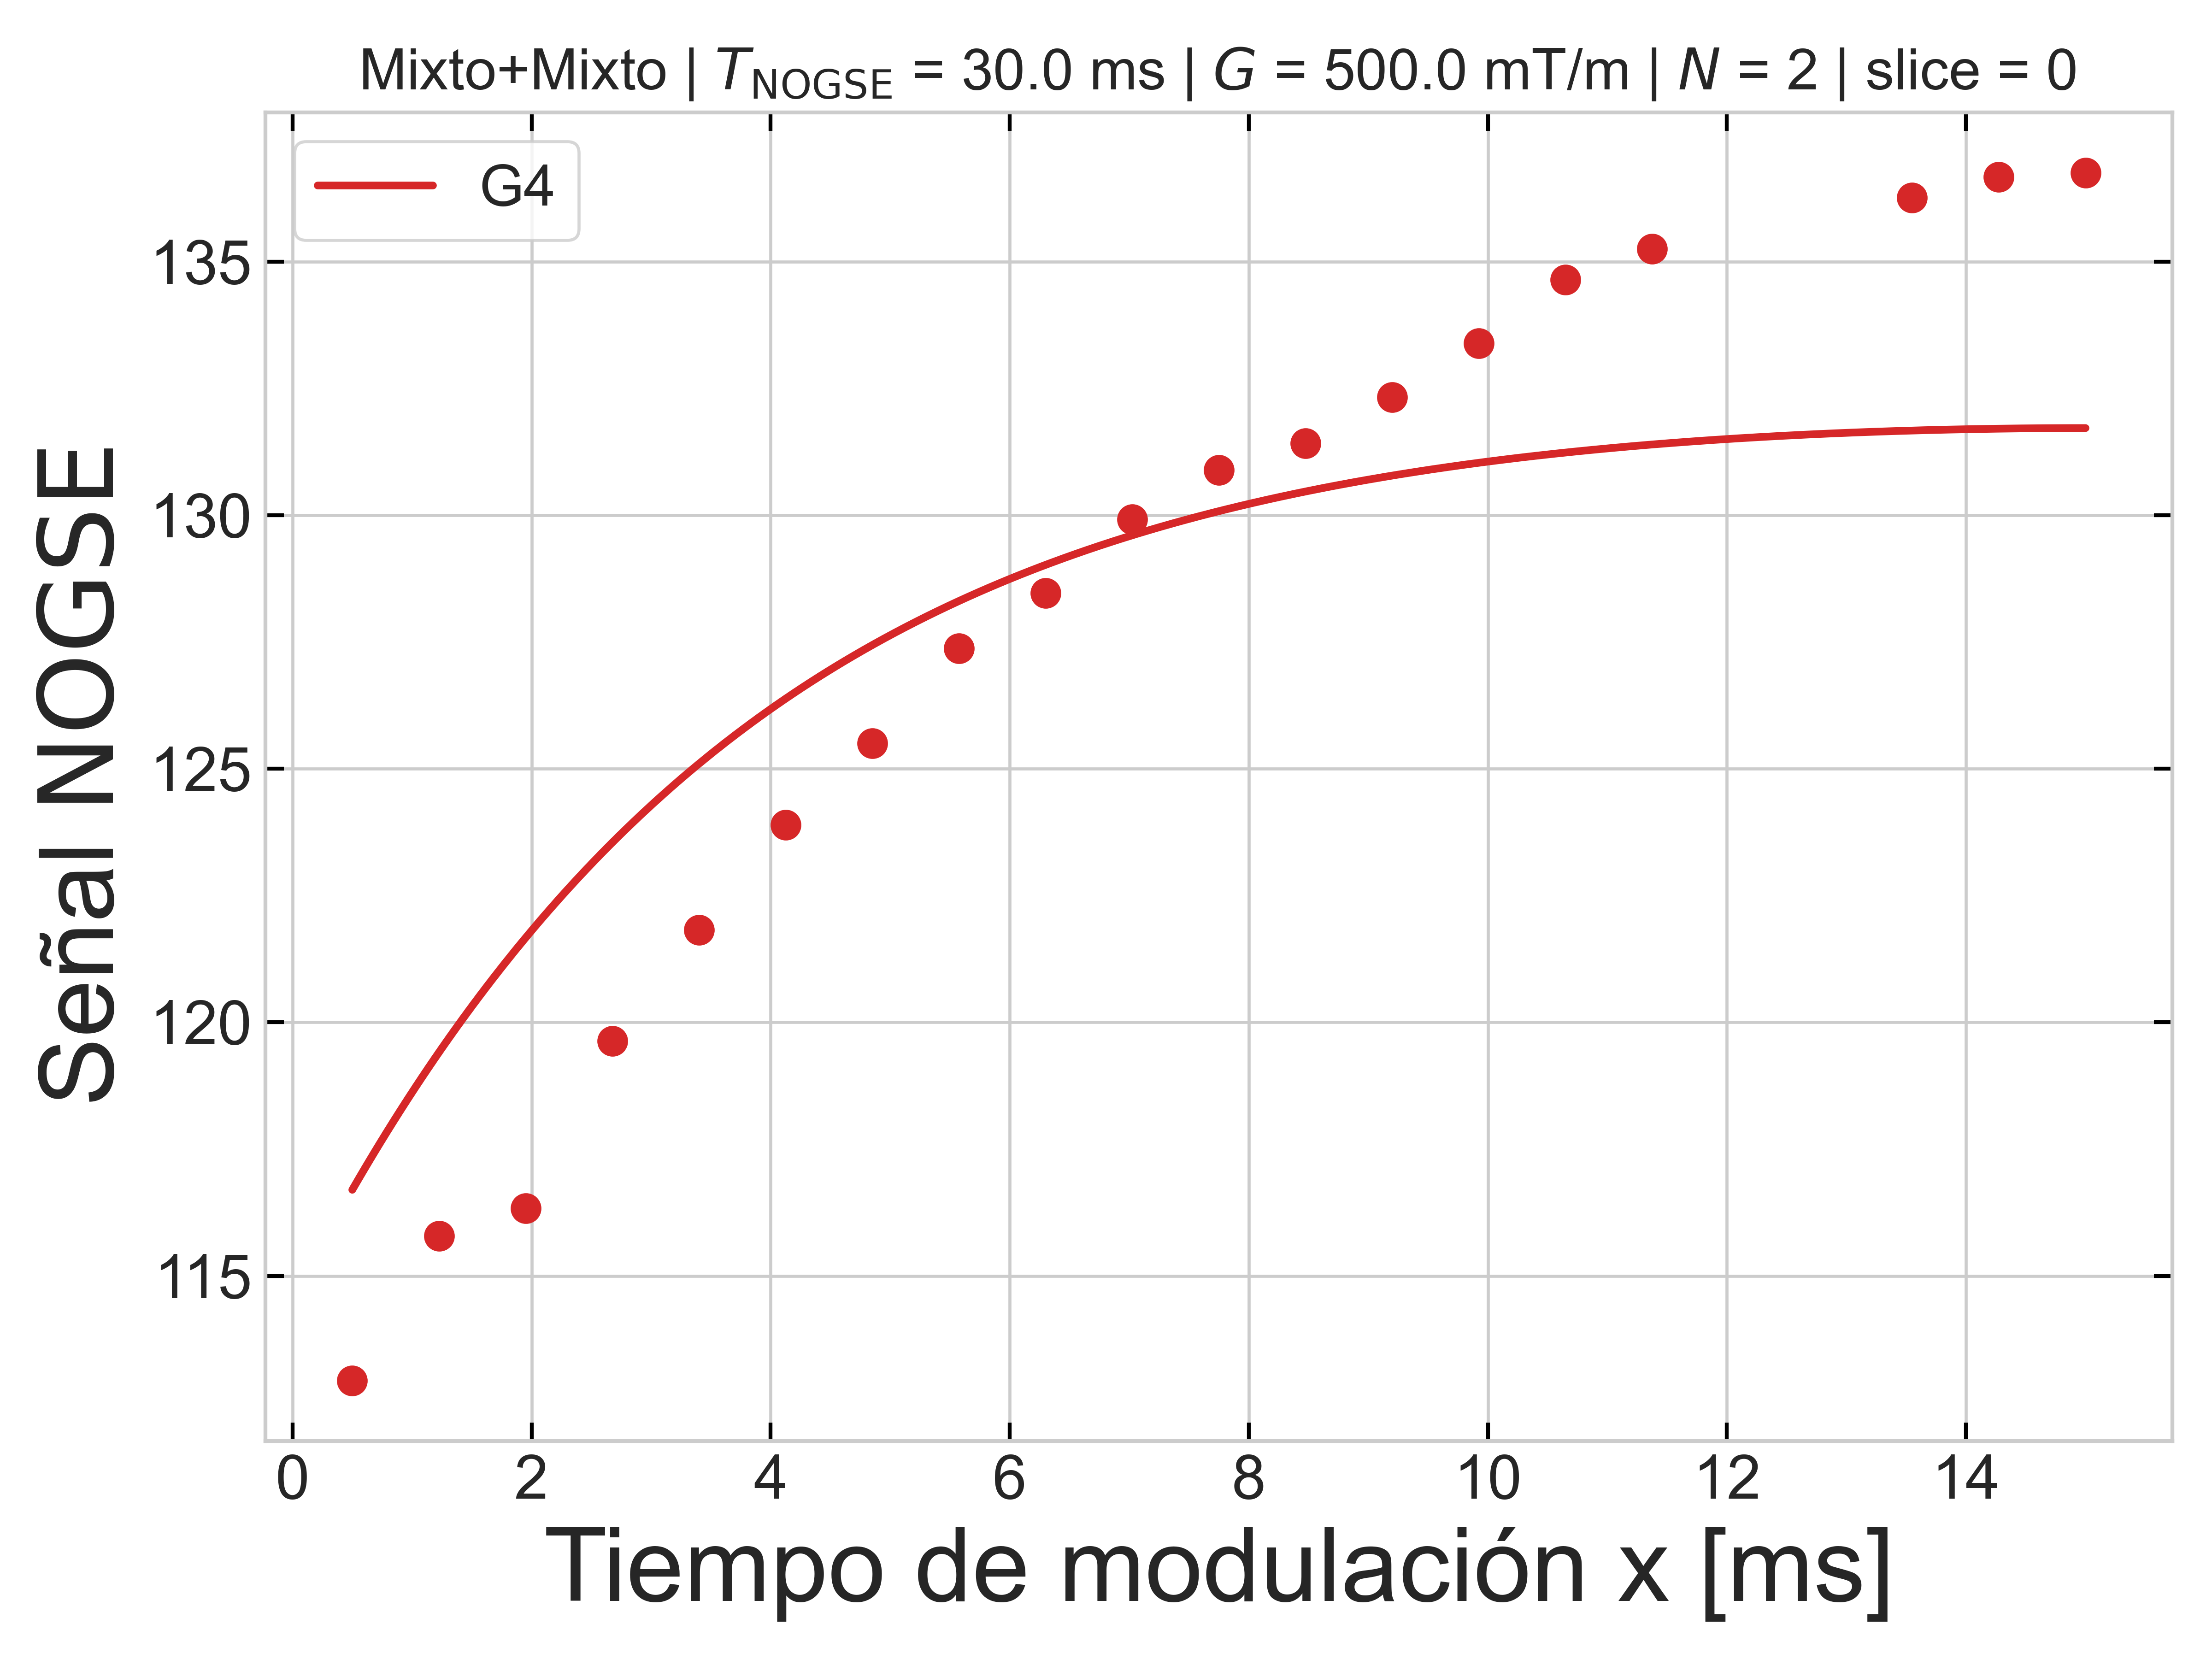 Mixto+Mixto | T_NOGSE = 30.0 ms | G = 500.0 mT/m | N = 2 | slice = 0
G4
Señal NOGSE
135
130
125
120
115
0 2 4 6 8 10 12 14
Tiempo de modulación x [ms]